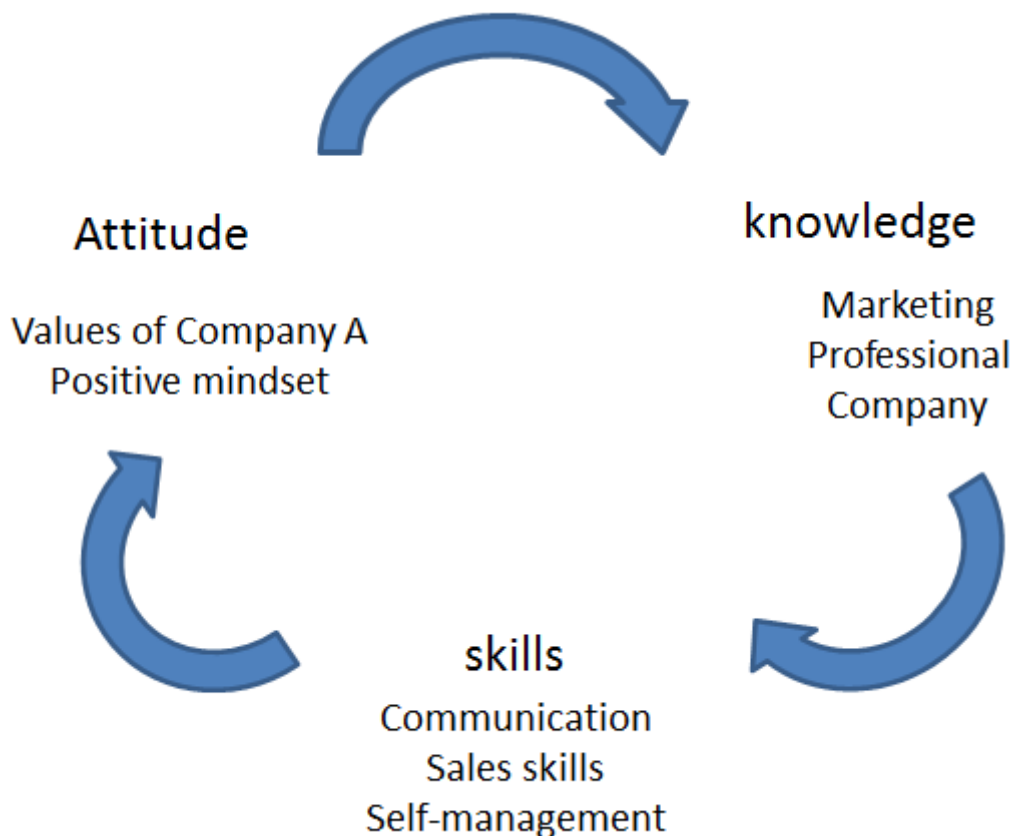 Attitude
Values of Company A
Positive mindset
knowledge
Marketing
Professional
Company
skills
Communication
Sales skills
Self-management